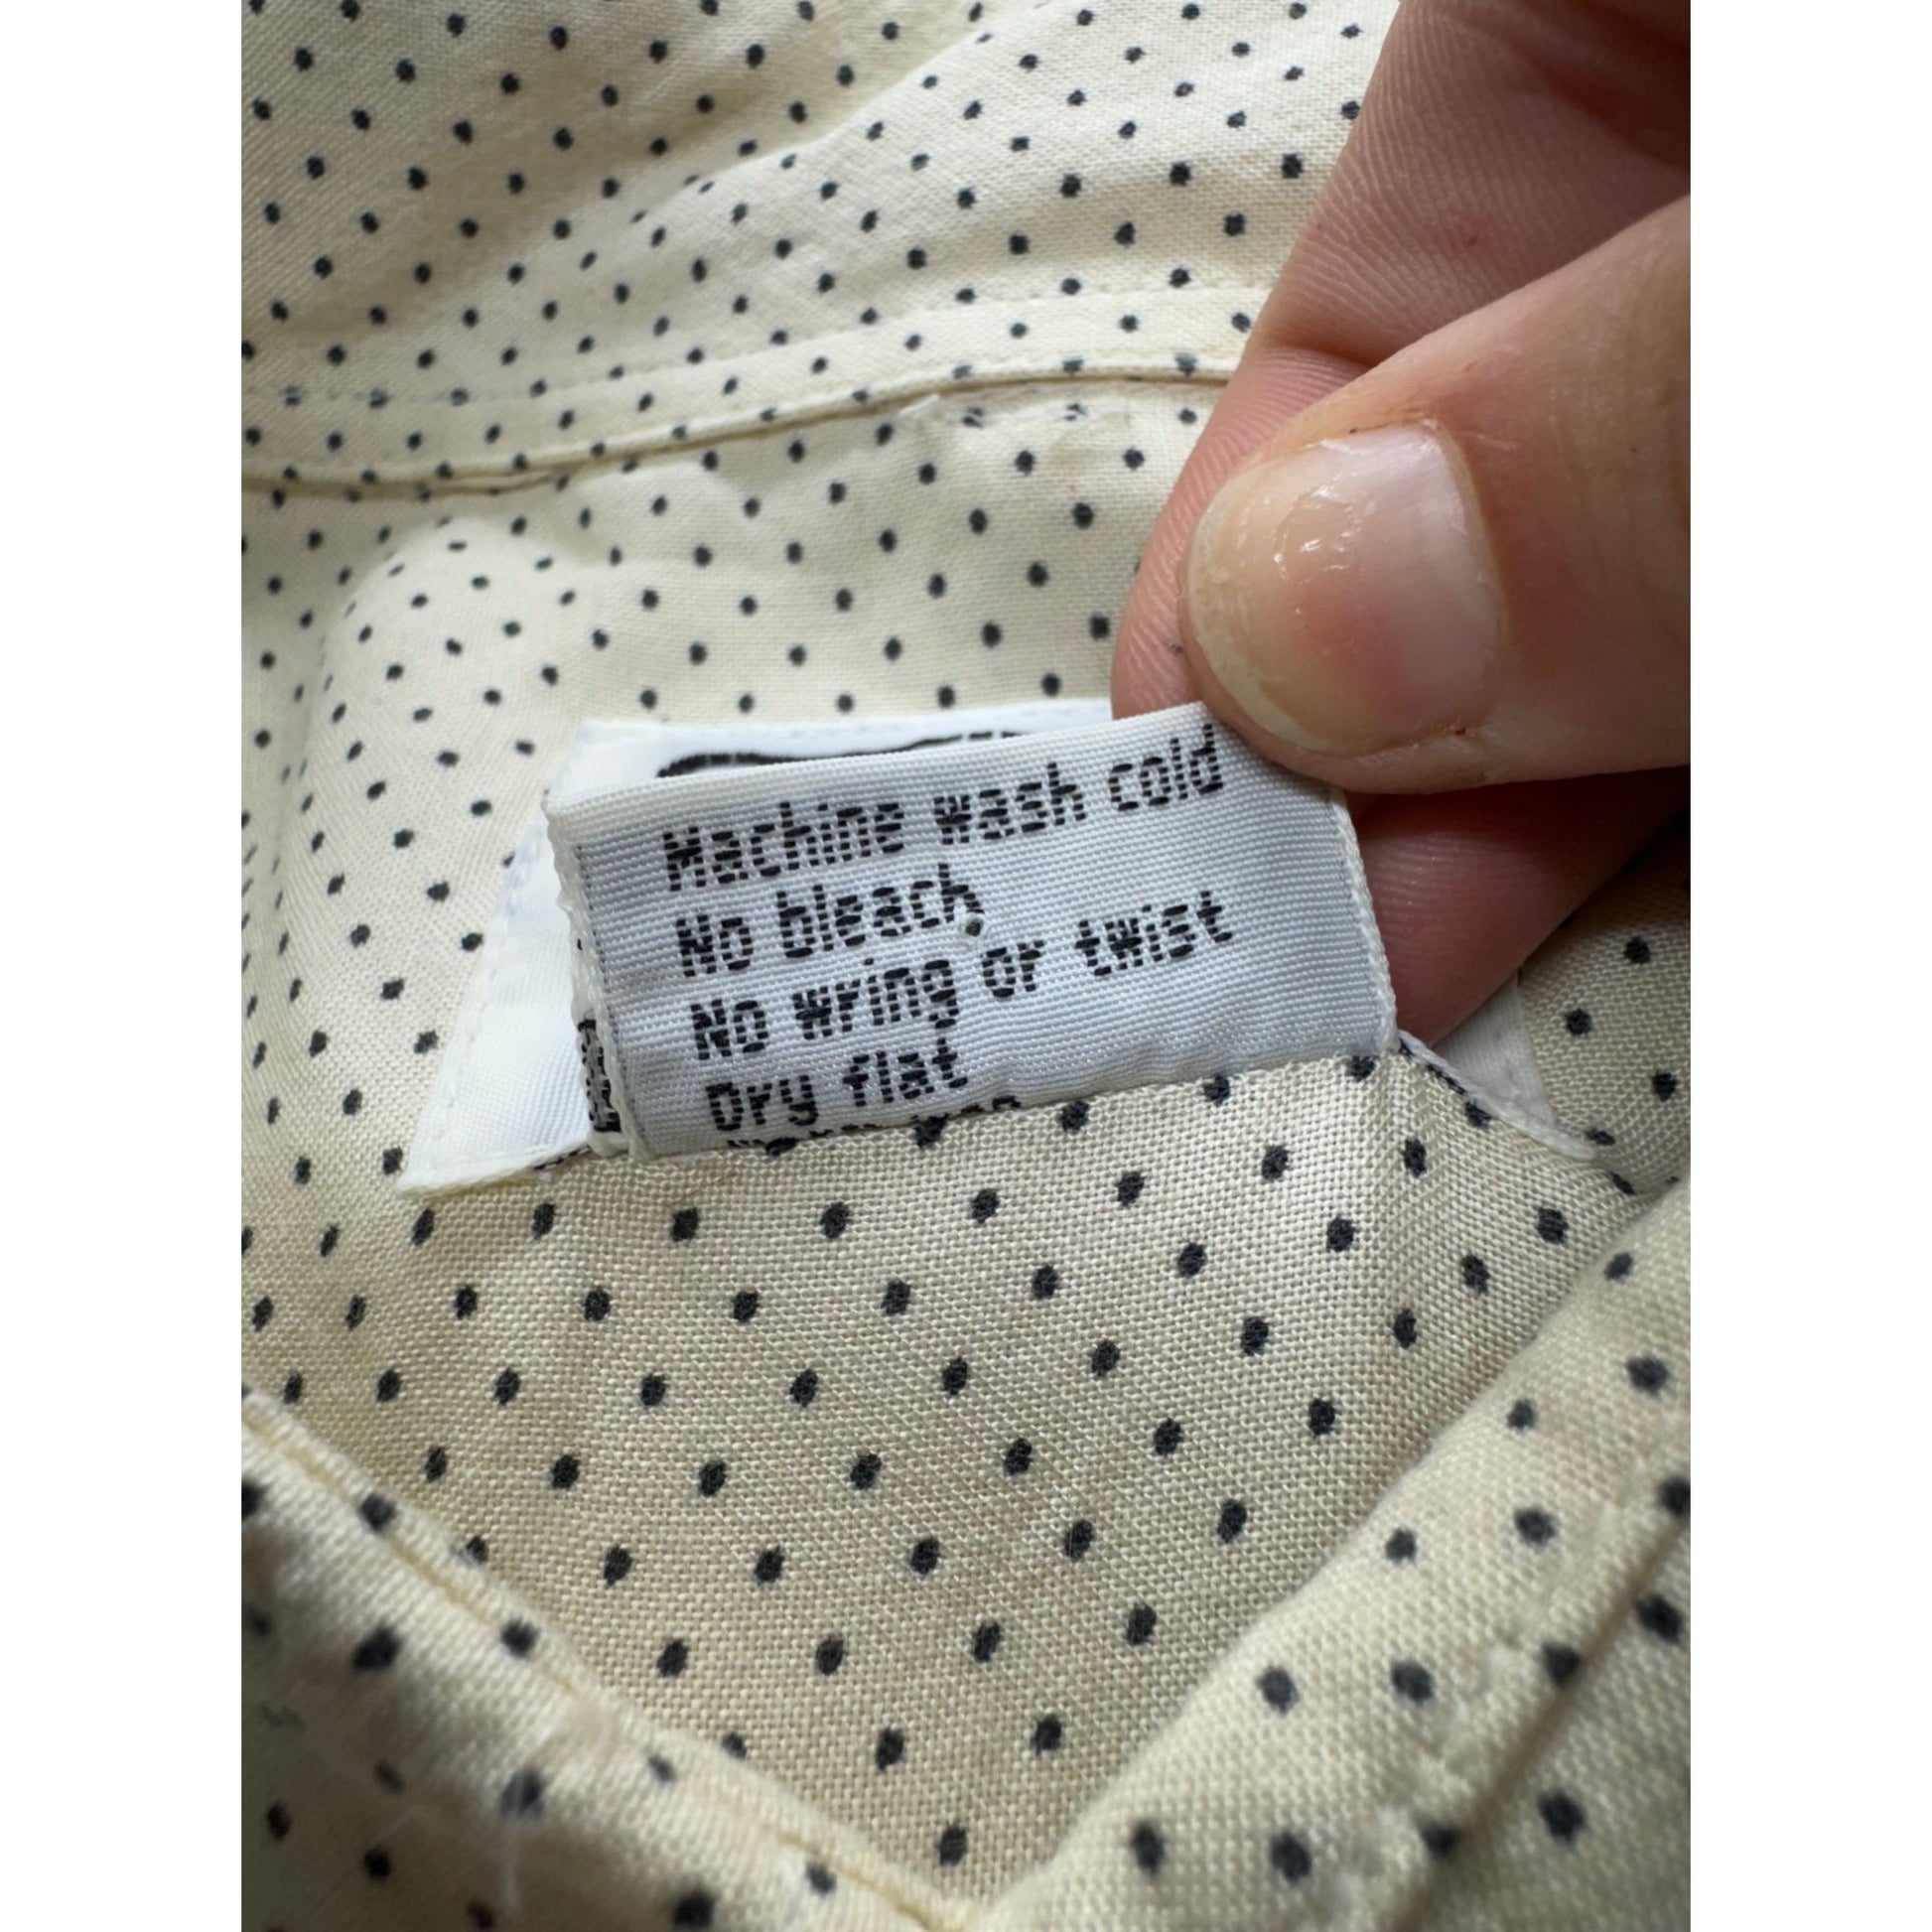 Machine wash cold
No bleach
No wring or twist
Dry flat